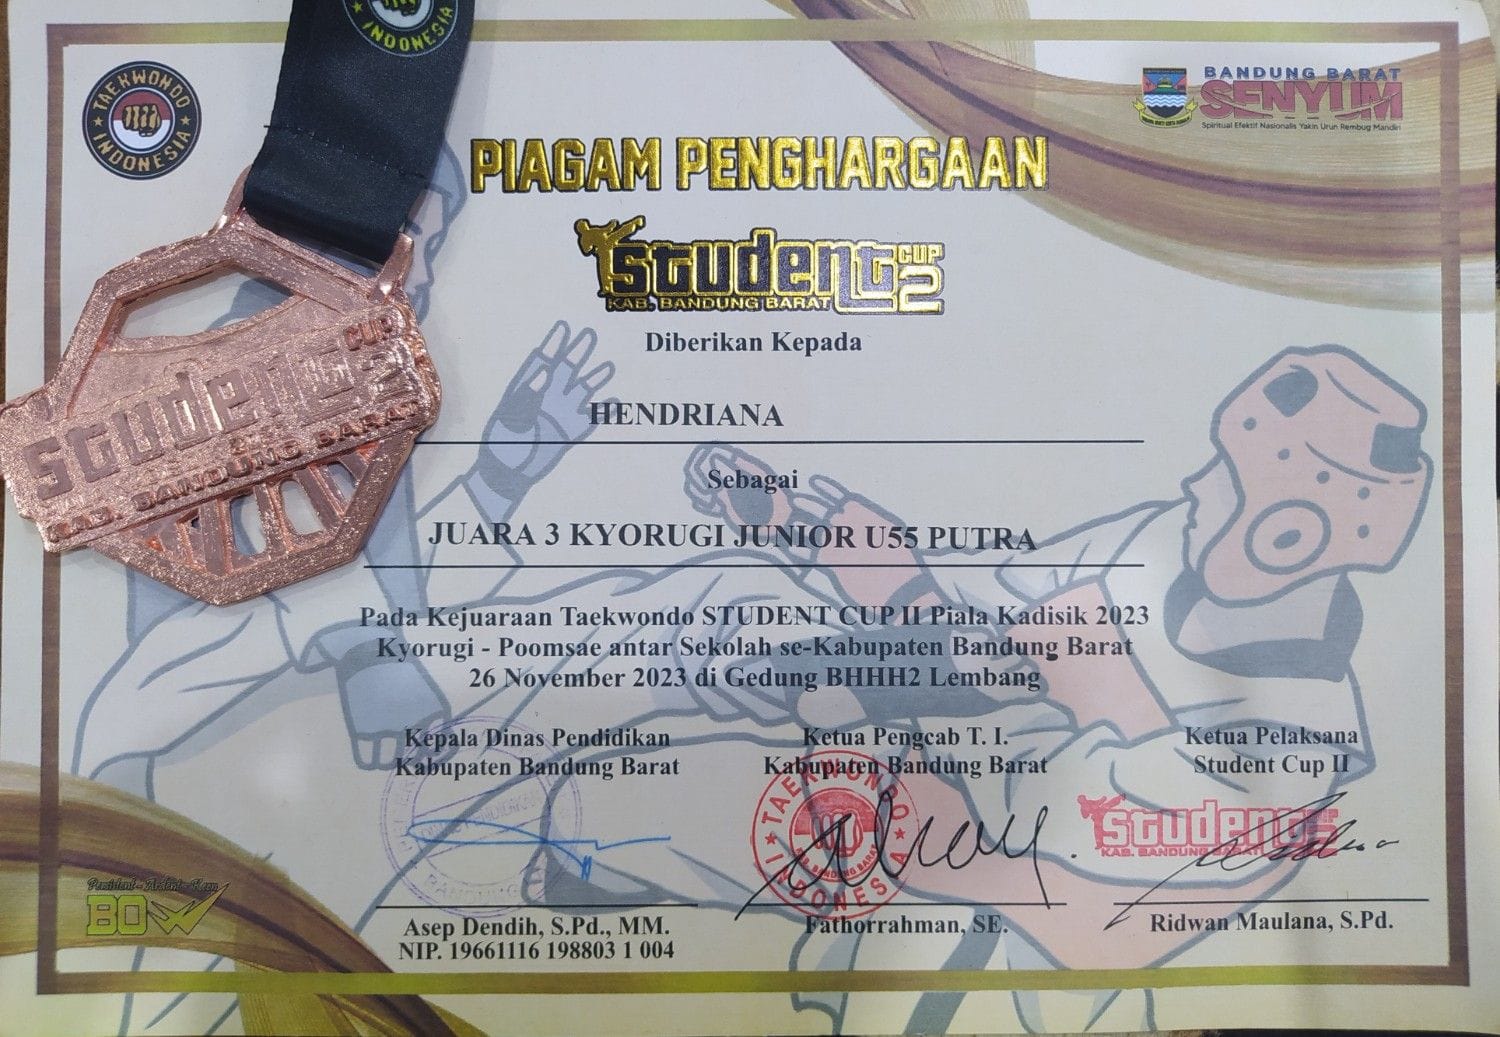 INDONESIA
TAEKWONDO
INDONESIA
BANDUNG BARAT
SENYUM
Spiritual Efektif Nasionalis Yakin Urun Rembug Mandiri
PIAGAM PENGHARGAAN
Student CUP 2
KAB. BANDUNG BARAT
Diberikan Kepada
HENDRIANA
Sebagai
JUARA 3 KYORUGI JUNIOR U55 PUTRA
Student CUP 2
KAB. BANDUNG BARAT
Pada Kejuaraan Taekwondo STUDENT CUP II Piala Kadisik 2023
Kyorugi - Poomsae antar Sekolah se-Kabupaten Bandung Barat
26 November 2023 di Gedung BHHH2 Lembang
Kepala Dinas Pendidikan
Kabupaten Bandung Barat
Asep Dendih, S.Pd., MM.
NIP. 19661116 198803 1 004
Ketua Pengcab T. I.
Kabupaten Bandung Barat
TAEKWONDO
INDONESIA
Fathorrahman, SE.
Ketua Pelaksana
Student Cup II
Student
KAB. BANDUNG BARAT
Ridwan Maulana, S.Pd.
BOW